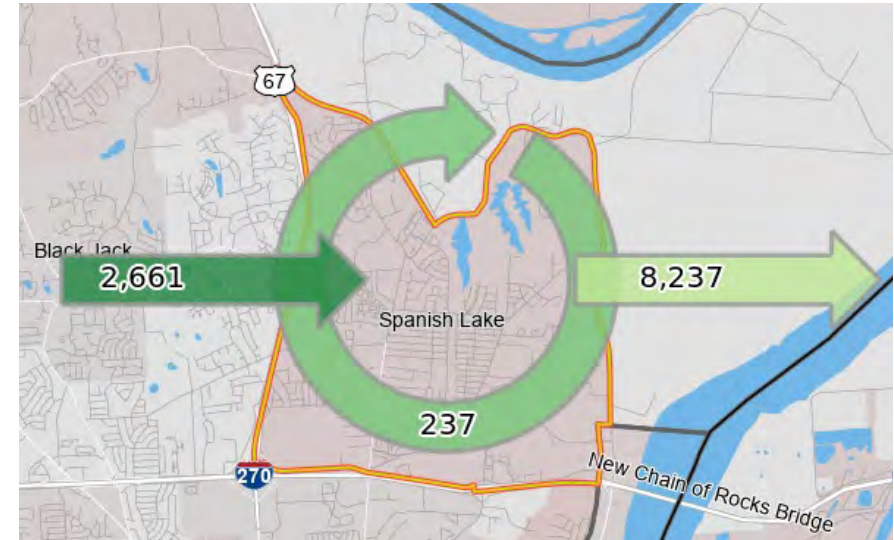 67
Black Jack
2,661
8,237
Spanish Lake
237
270
New Chain of Rocks Bridge